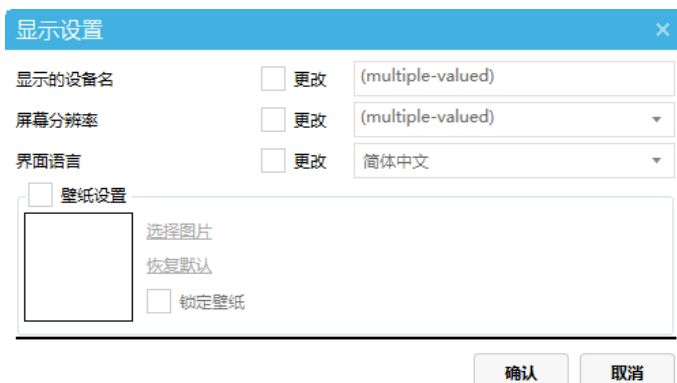 显示设置
显示的设备名 更改 (multiple-valued)
屏幕分辨率 更改 (multiple-valued)
界面语言 更改 简体中文
壁纸设置
选择图片
恢复默认
锁定壁纸
确认 取消